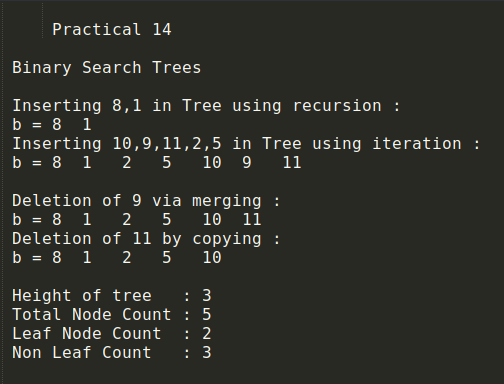 Practical 14
Binary Search Trees
Inserting 8,1 in Tree using recursion :
b = 8  1
Inserting 10,9,11,2,5 in Tree using iteration :
b = 8  1   2   5   10  9   11
Deletion of 9 via merging :
b = 8  1   2   5   10  11
Deletion of 11 by copying :
b = 8  1   2   5   10
Height of tree   : 3
Total Node Count : 5
Leaf Node Count  : 2
Non Leaf Count   : 3